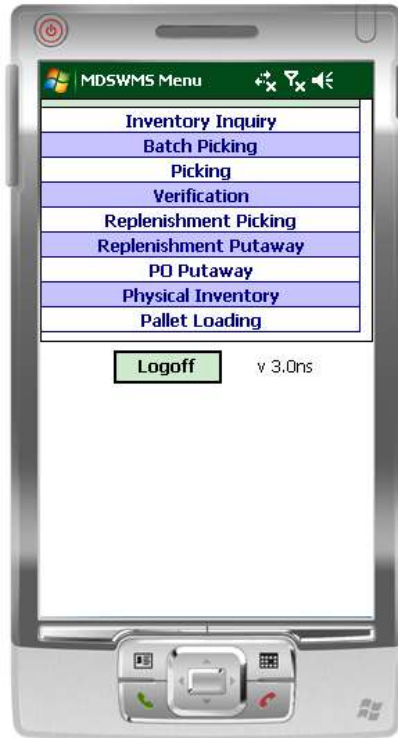 MDSWMS Menu
Inventory Inquiry
Batch Picking
Picking
Verification
Replenishment Picking
Replenishment Putaway
PO Putaway
Physical Inventory
Pallet Loading
Logoff v 3.0ns